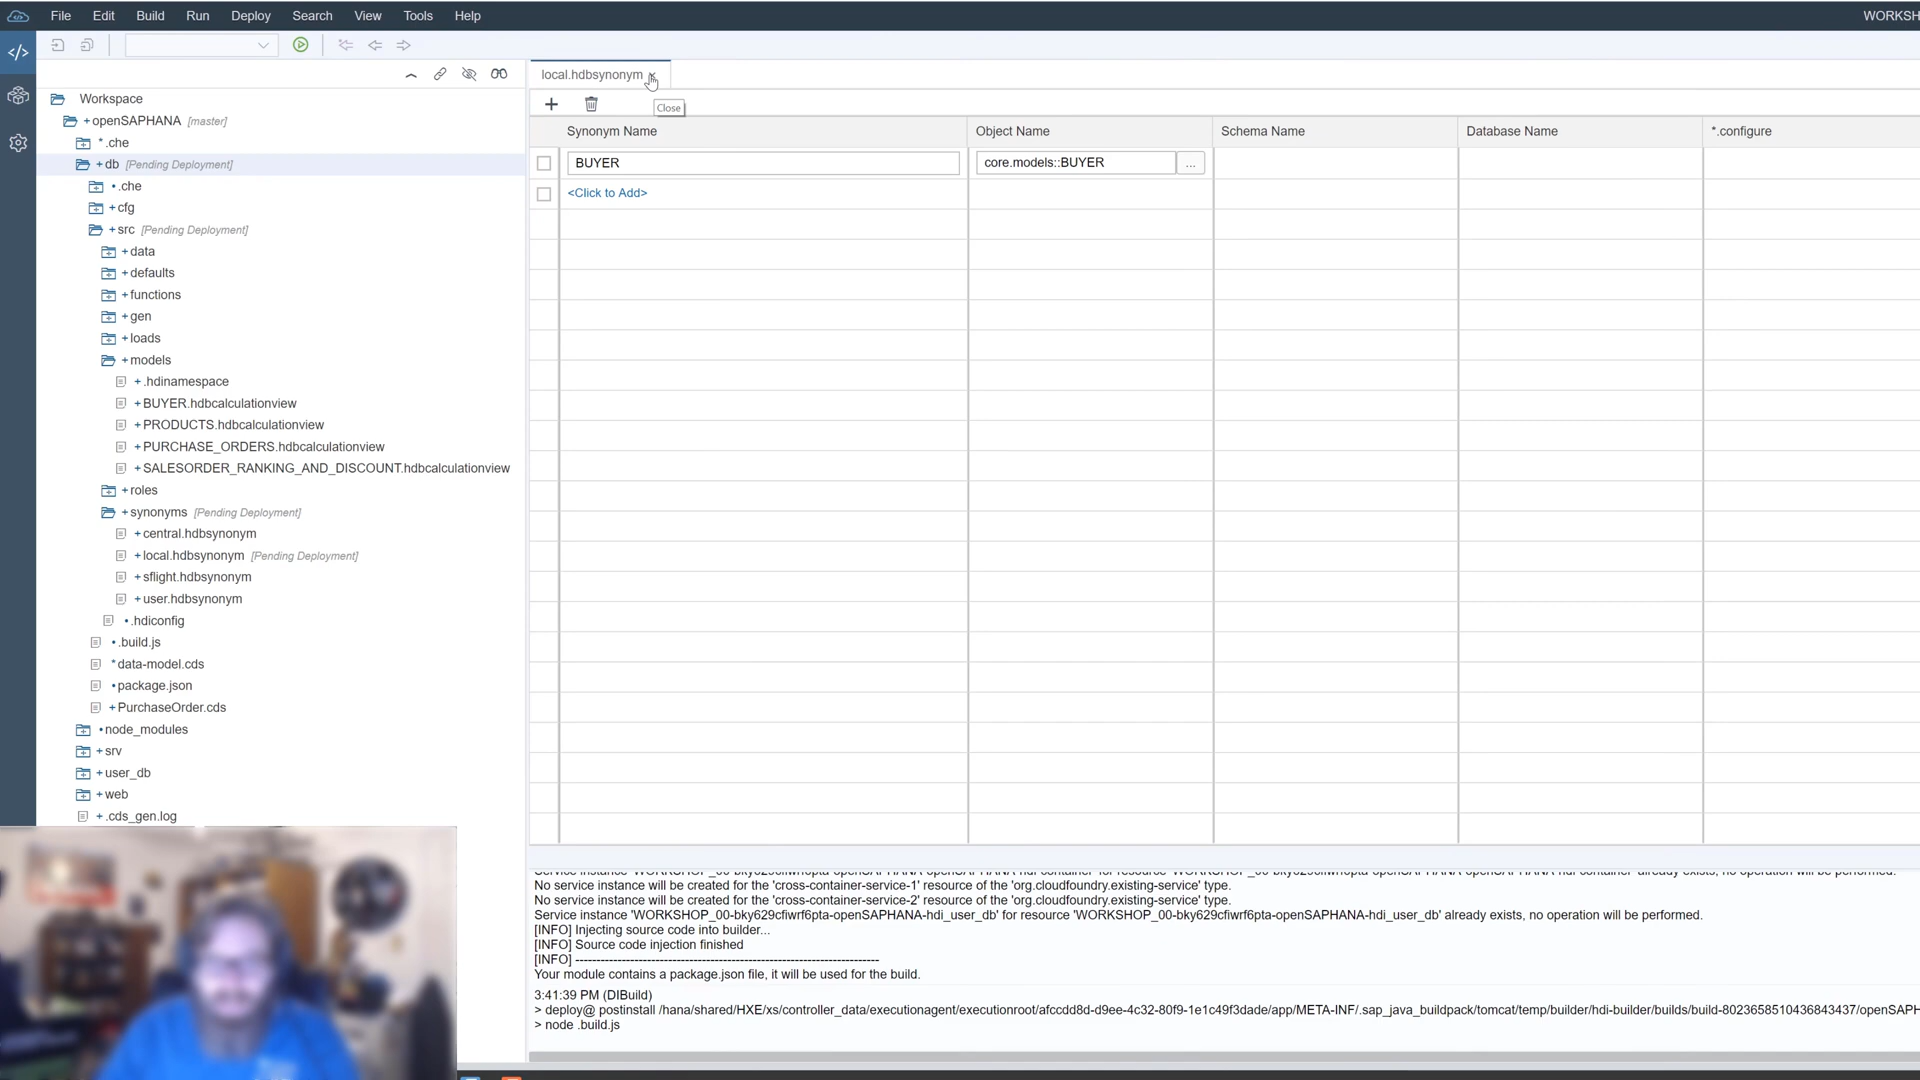 File Edit Build Run Deploy Search View Tools Help WORKSH
local.hdbsynonym
Close
Workspace
+openSAPHANA [master]
*.che
+db [Pending Deployment]
•.che
+cfg
+src [Pending Deployment]
+data
+defaults
+functions
+gen
+loads
+models
+.hdinamespace
+BUYER.hdbcalculationview
+PRODUCTS.hdbcalculationview
+PURCHASE_ORDERS.hdbcalculationview
+SALESORDER_RANKING_AND_DISCOUNT.hdbcalculationview
+roles
+synonyms [Pending Deployment]
+central.hdbsynonym
+local.hdbsynonym [Pending Deployment]
+sflight.hdbsynonym
+user.hdbsynonym
•.hdiconfig
•.build.js
*data-model.cds
•package.json
+PurchaseOrder.cds
•node_modules
+srv
+user_db
+web
+.cds_gen.log
Synonym Name Object Name Schema Name Database Name *.configure
BUYER core.models::BUYER ...
<Click to Add>
No service instance will be created for the 'cross-container-service-1' resource of the 'org.cloudfoundry.existing-service' type.
No service instance will be created for the 'cross-container-service-2' resource of the 'org.cloudfoundry.existing-service' type.
Service instance 'WORKSHOP_00-bky629cfiwrf6pta-openSAPHANA-hdi_user_db' for resource 'WORKSHOP_00-bky629cfiwrf6pta-openSAPHANA-hdi_user_db' already exists, no operation will be performed.
[INFO] Injecting source code into builder...
[INFO] Source code injection finished
[INFO] ------------------------------------------------------------------------
Your module contains a package.json file, it will be used for the build.
3:41:39 PM (DIBuild)
> deploy@ postinstall /hana/shared/HXE/xs/controller_data/executionagent/executionroot/afccdd8d-d9ee-4c32-80f9-1e1c49f3dade/app/META-INF/.sap_java_buildpack/tomcat/temp/builder/hdi-builder/builds/build-8023658510436843437/openSAPH
> node .build.js